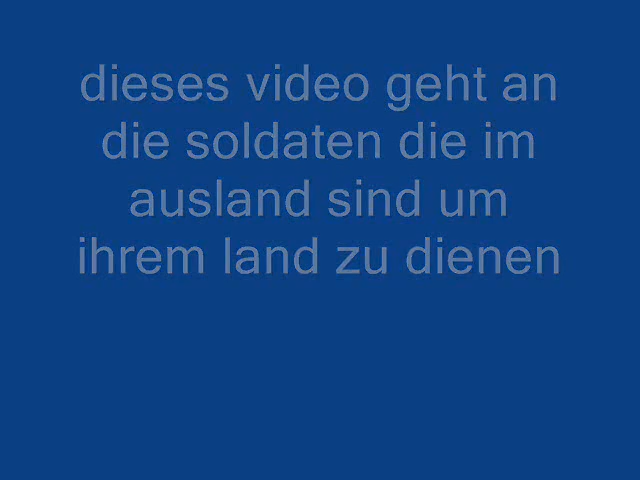 dieses video geht an
die soldaten die im
ausland sind um
ihrem land zu dienen